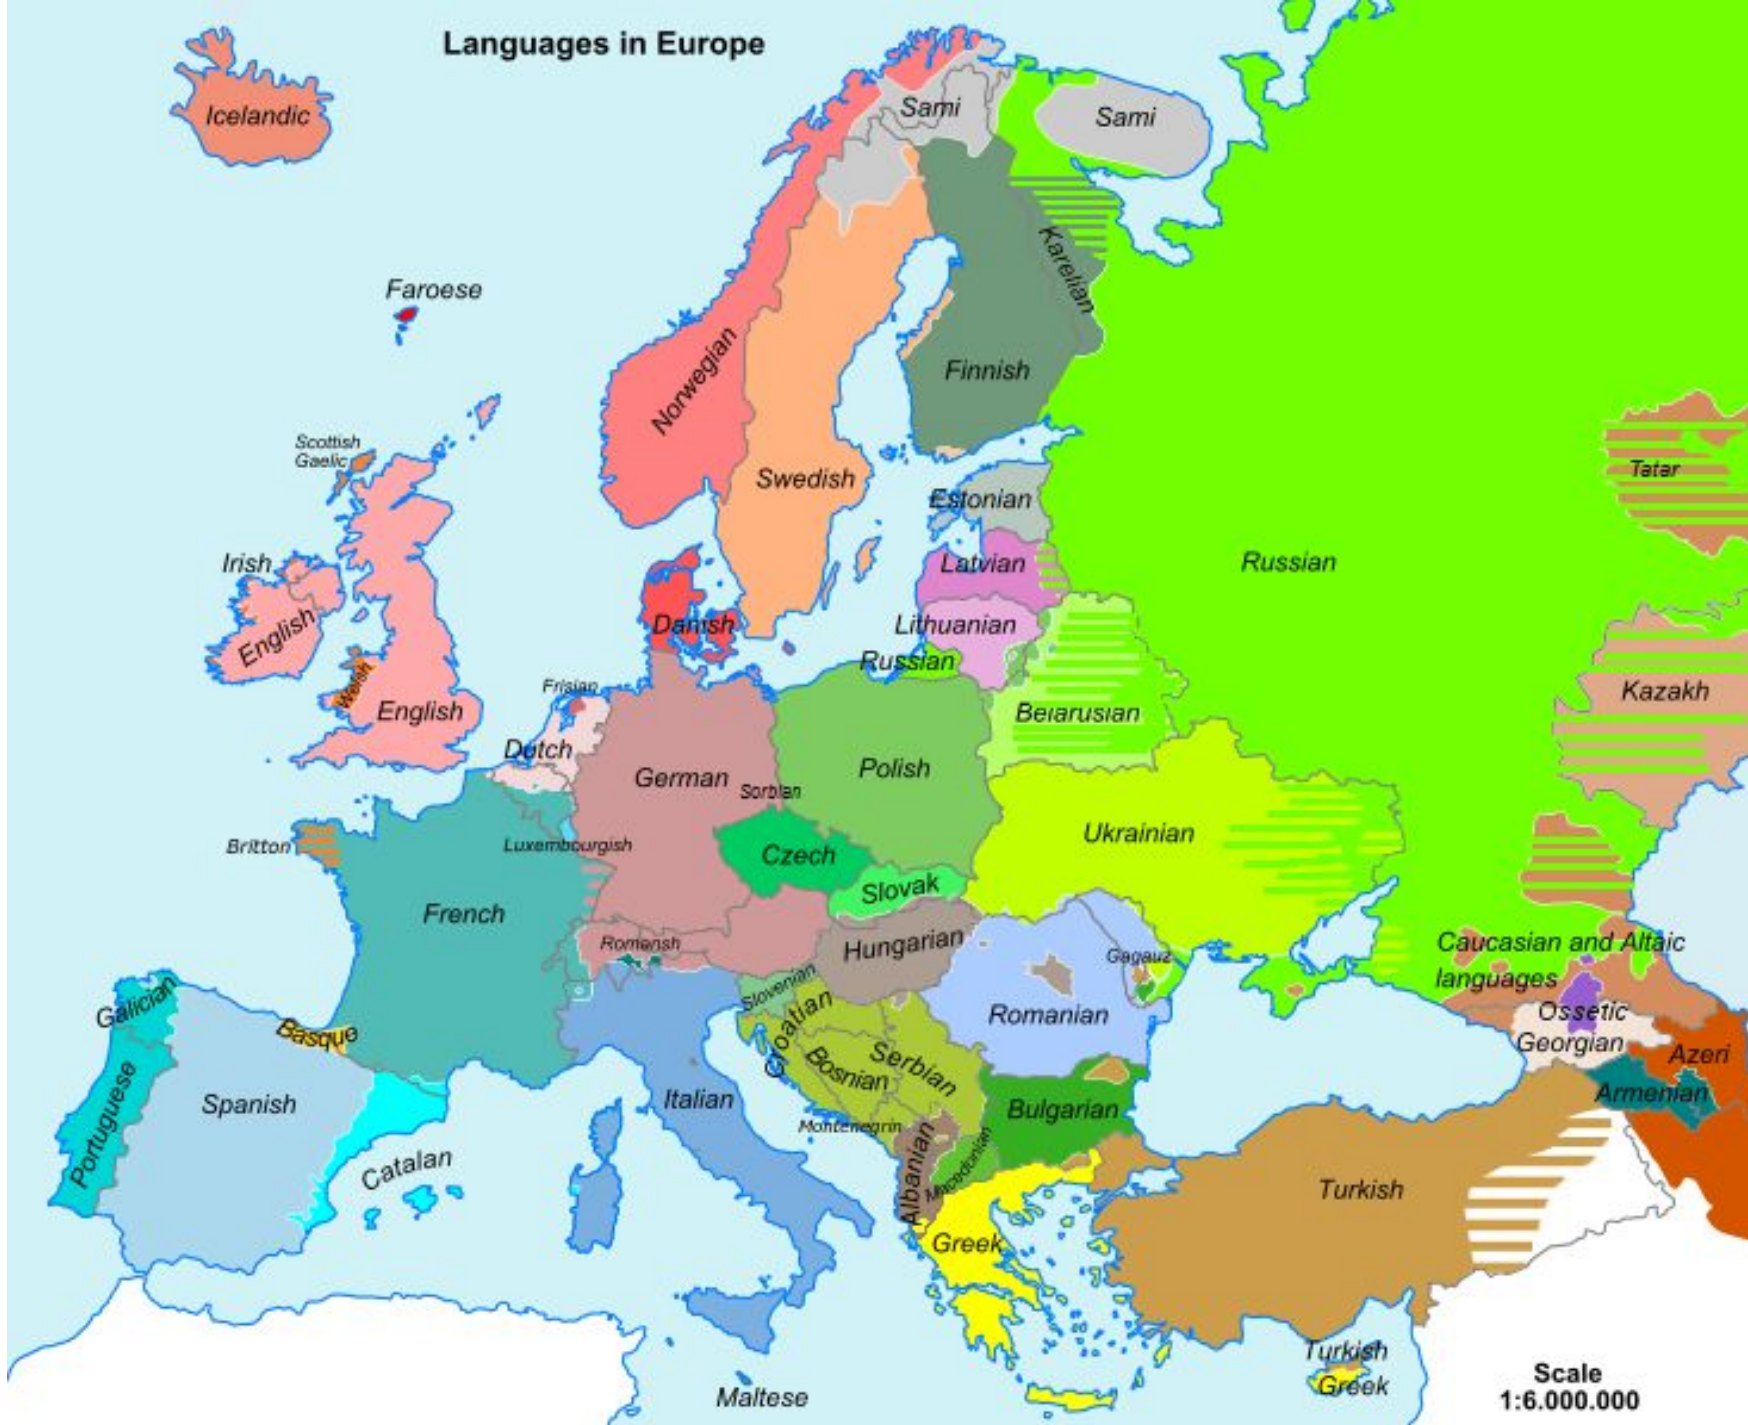 Languages in Europe
Icelandic
Sami
Sami
Karelian
Faroese
Norwegian
Finnish
Scottish
Gaelic
Swedish
Tatar
Estonian
Irish
Latvian
Russian
English
Danish
Lithuanian
Russian
Welsh
Frisian
English
Kazakh
Belarusian
Dutch
German
Sorbian
Polish
Britton
Luxembourgish
Czech
Ukrainian
Slovak
French
Romansh
Hungarian
Gagauz
Caucasian and Altaic
languages
Galician
Slovenian
Basque
Croatian
Romanian
Ossetic
Georgian
Azeri
Portuguese
Spanish
Bosnian
Serbian
Italian
Bulgarian
Armenian
Montenegrin
Catalan
Albanian
Macedonian
Turkish
Greek
Turkish
Greek
Maltese
Scale
1:6.000.000